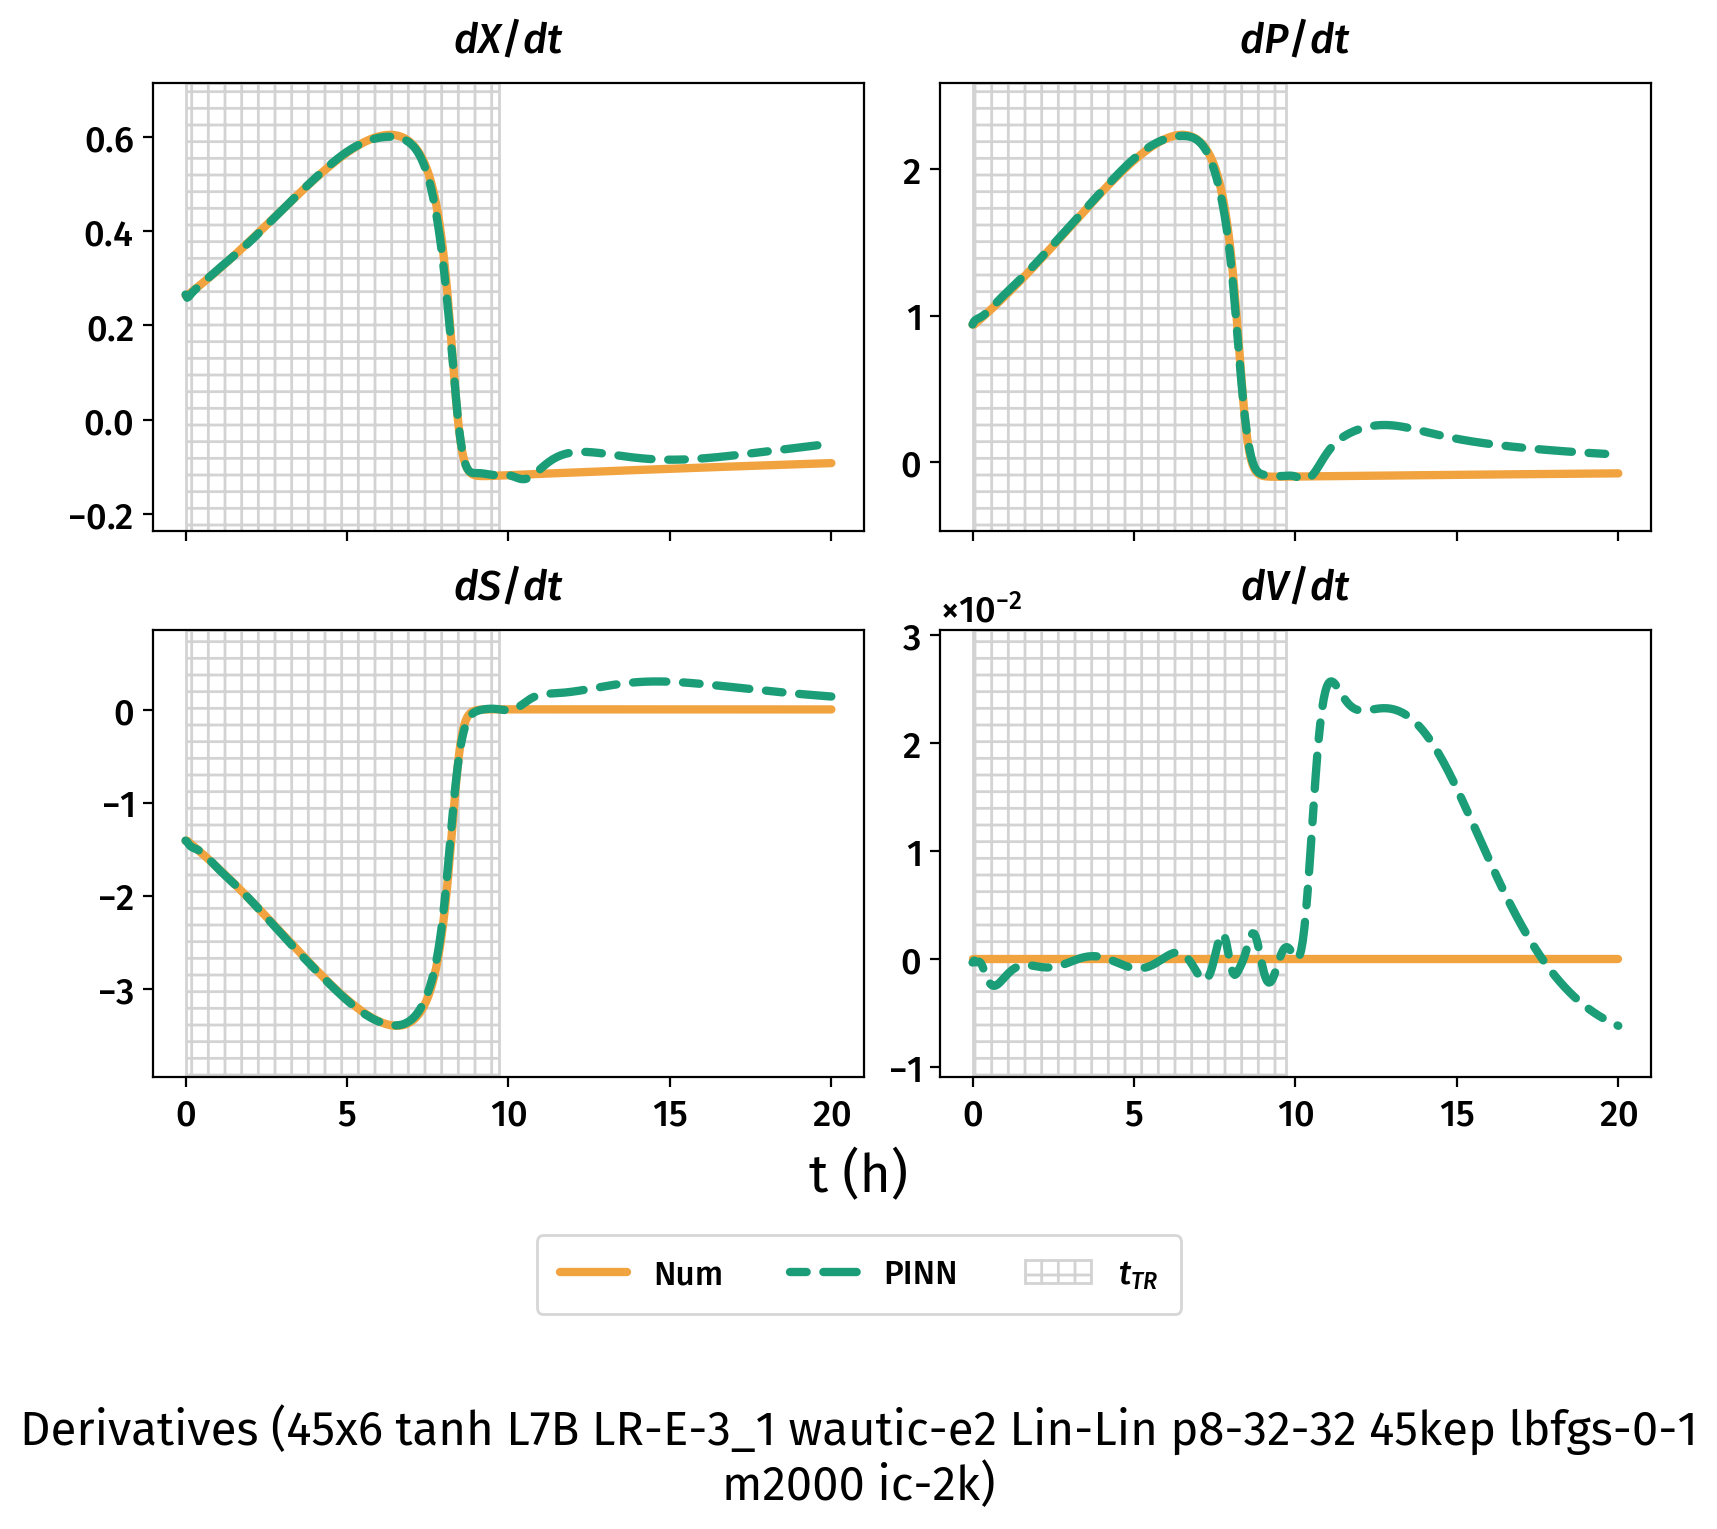 dX/dt
dP/dt
0.6
0.4
0.2
0.0
−0.2
2
1
0
dS/dt
dV/dt
×10⁻²
0
−1
−2
−3
3
2
1
0
−1
0 5 10 15 20
0 5 10 15 20
t (h)
Num PINN t_TR
Derivatives (45x6 tanh L7B LR-E-3_1 wautic-e2 Lin-Lin p8-32-32 45kep lbfgs-0-1
m2000 ic-2k)